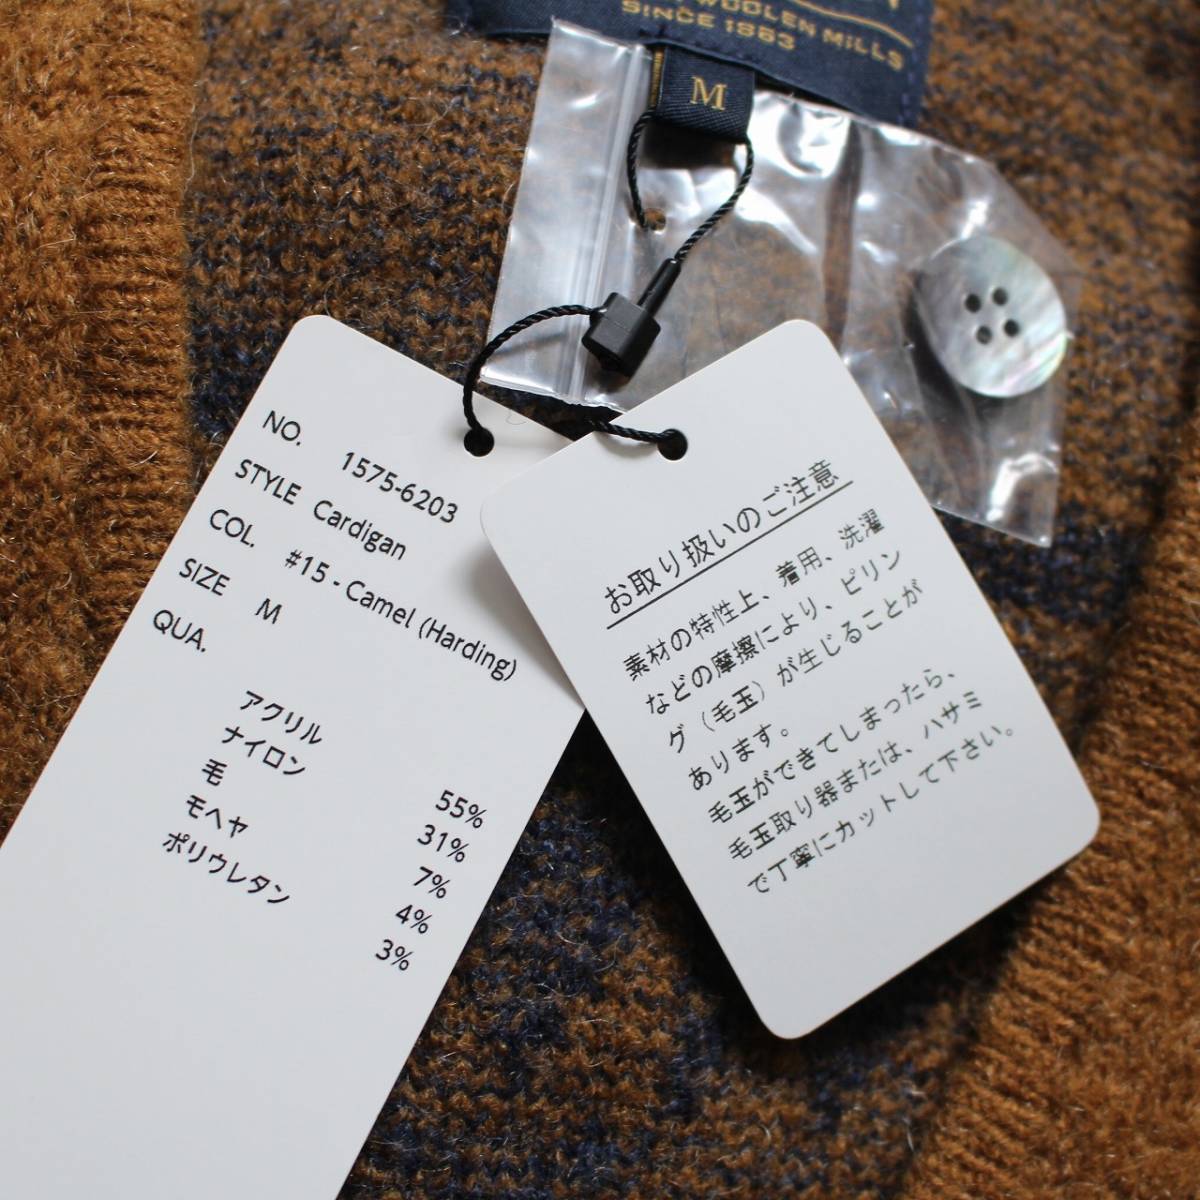 WOOLEN MILLS
SINCE 1863
M
NO. 1575-6203
STYLE Cardigan
COL. #15 - Camel (Harding)
SIZE M
QUA.
アクリル 55%
ナイロン 31%
毛 7%
モヘヤ 4%
ポリウレタン 3%
お取り扱いのご注意
素材の特性上、着用、洗濯
などの摩擦により、ピリン
グ（毛玉）が生じることが
あります。
毛玉ができてしまったら、
毛玉取り器または、ハサミ
で丁寧にカットして下さい。